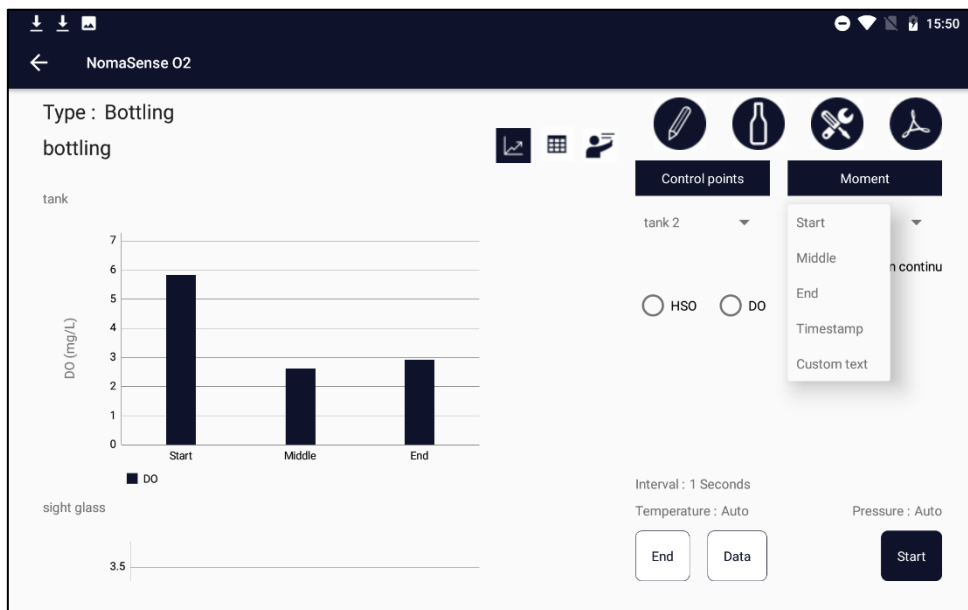 15:50
NomaSense O2
Type : Bottling
bottling
tank
7
6
5
4
3
2
1
0
DO (mg/L)
Start Middle End
DO
sight glass
3.5
Control points Moment
tank 2
Start
Middle
End
Timestamp
Custom text
n continu
HSO DO
Interval : 1 Seconds
Temperature : Auto Pressure : Auto
End Data Start